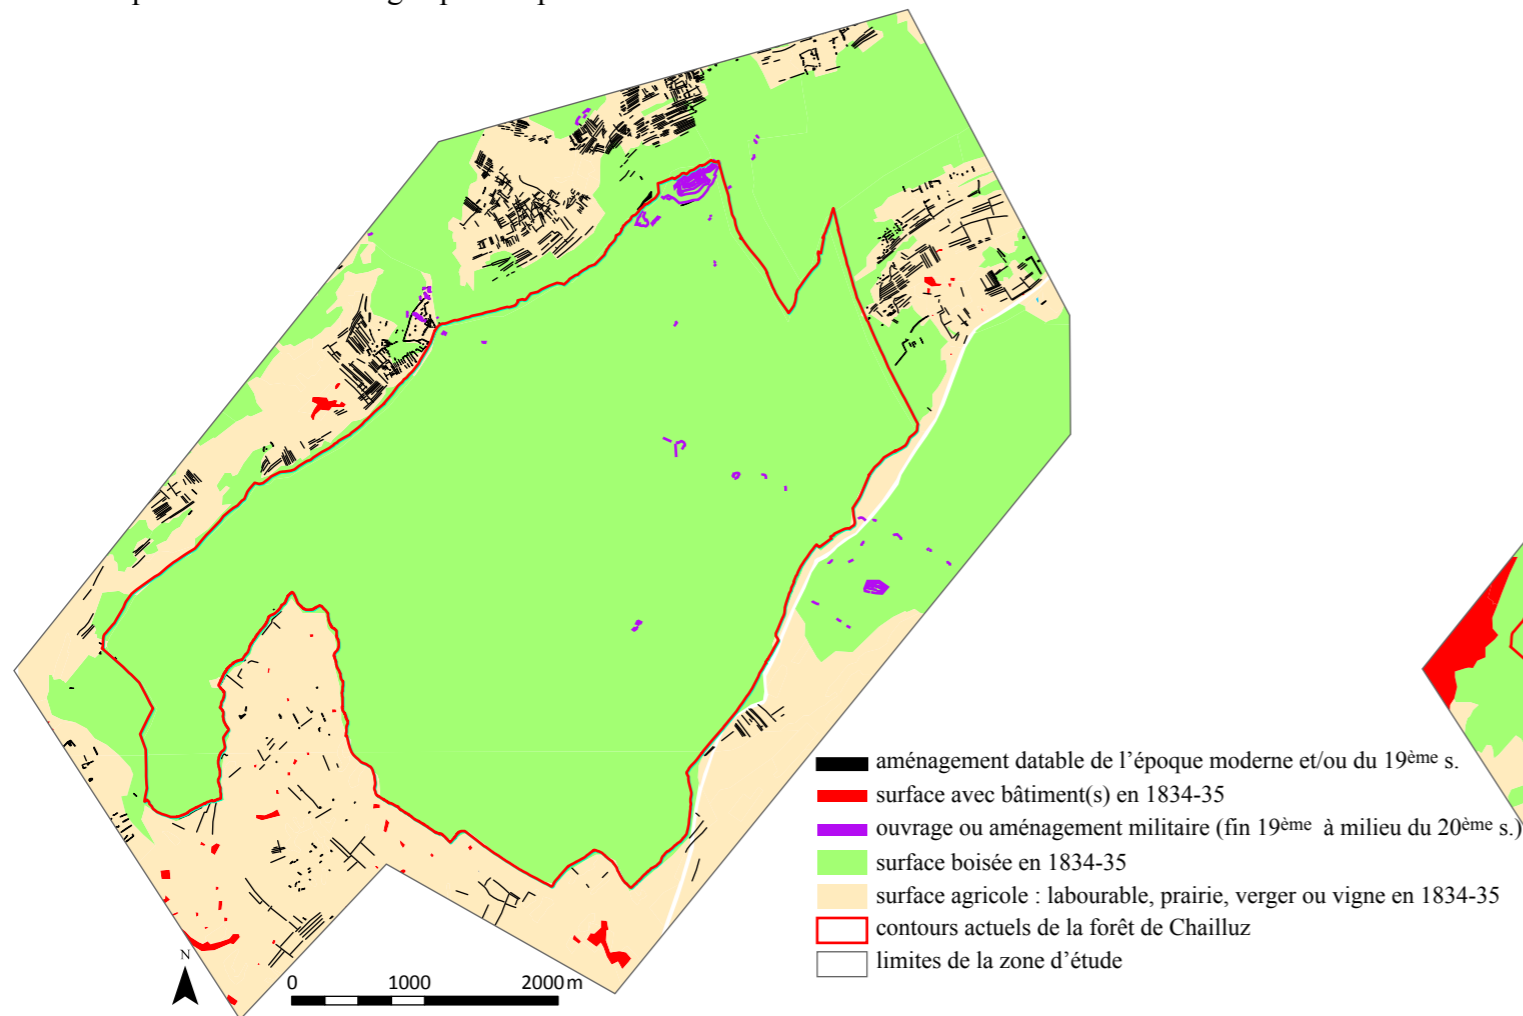 aménagement datable de l'époque moderne et/ou du 19ème s.
surface avec bâtiment(s) en 1834-35
ouvrage ou aménagement militaire (fin 19ème à milieu du 20ème s.)
surface boisée en 1834-35
surface agricole : labourable, prairie, verger ou vigne en 1834-35
contours actuels de la forêt de Chailluz
limites de la zone d'étude
N
0 1000 2000 m